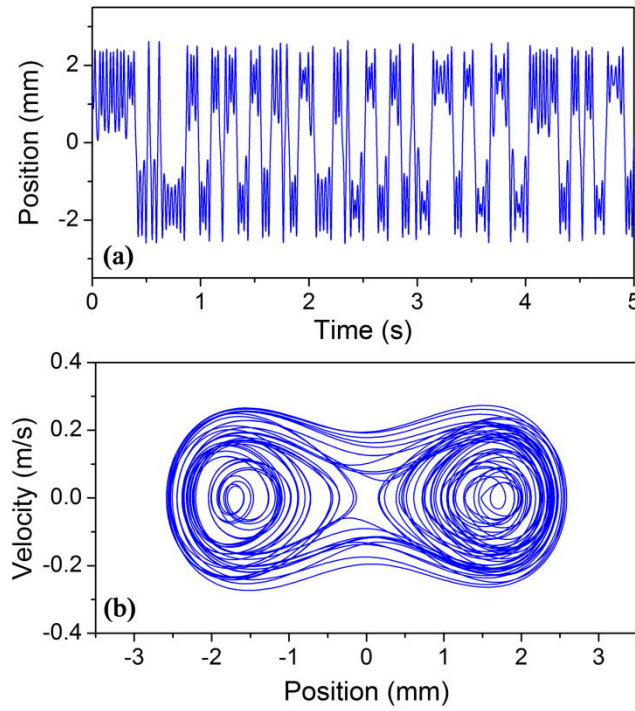 2
0
-2
Position (mm)
(a)
0 1 2 3 4 5
Time (s)
0.4
0.2
0.0
-0.2
-0.4
Velocity (m/s)
(b)
-3 -2 -1 0 1 2 3
Position (mm)